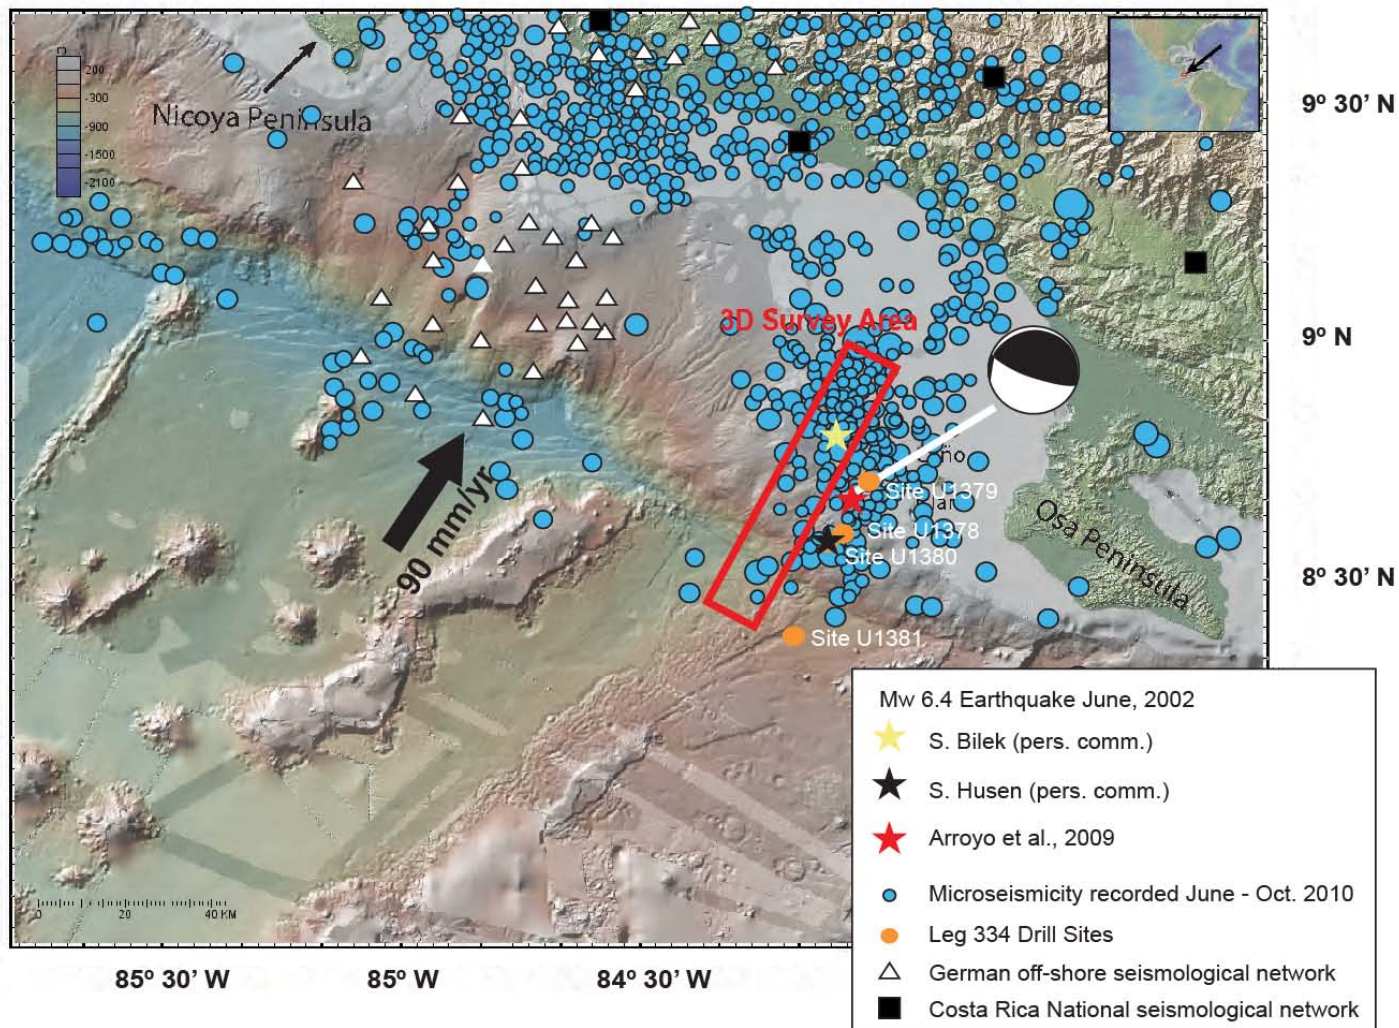 200
-300
-900
-1500
-2100
Nicoya Peninsula
9º 30’ N
9º N
8º 30’ N
3D Survey Area
ño
lan
Site U1379
Site U1378
Site U1380
Site U1381
Osa Peninstula
90 mm/yr
0 20 40 KM
85º 30’ W
85º W
84º 30’ W
Mw 6.4 Earthquake June, 2002
S. Bilek (pers. comm.)
S. Husen (pers. comm.)
Arroyo et al., 2009
Microseismicity recorded June - Oct. 2010
Leg 334 Drill Sites
German off-shore seismological network
Costa Rica National seismological network